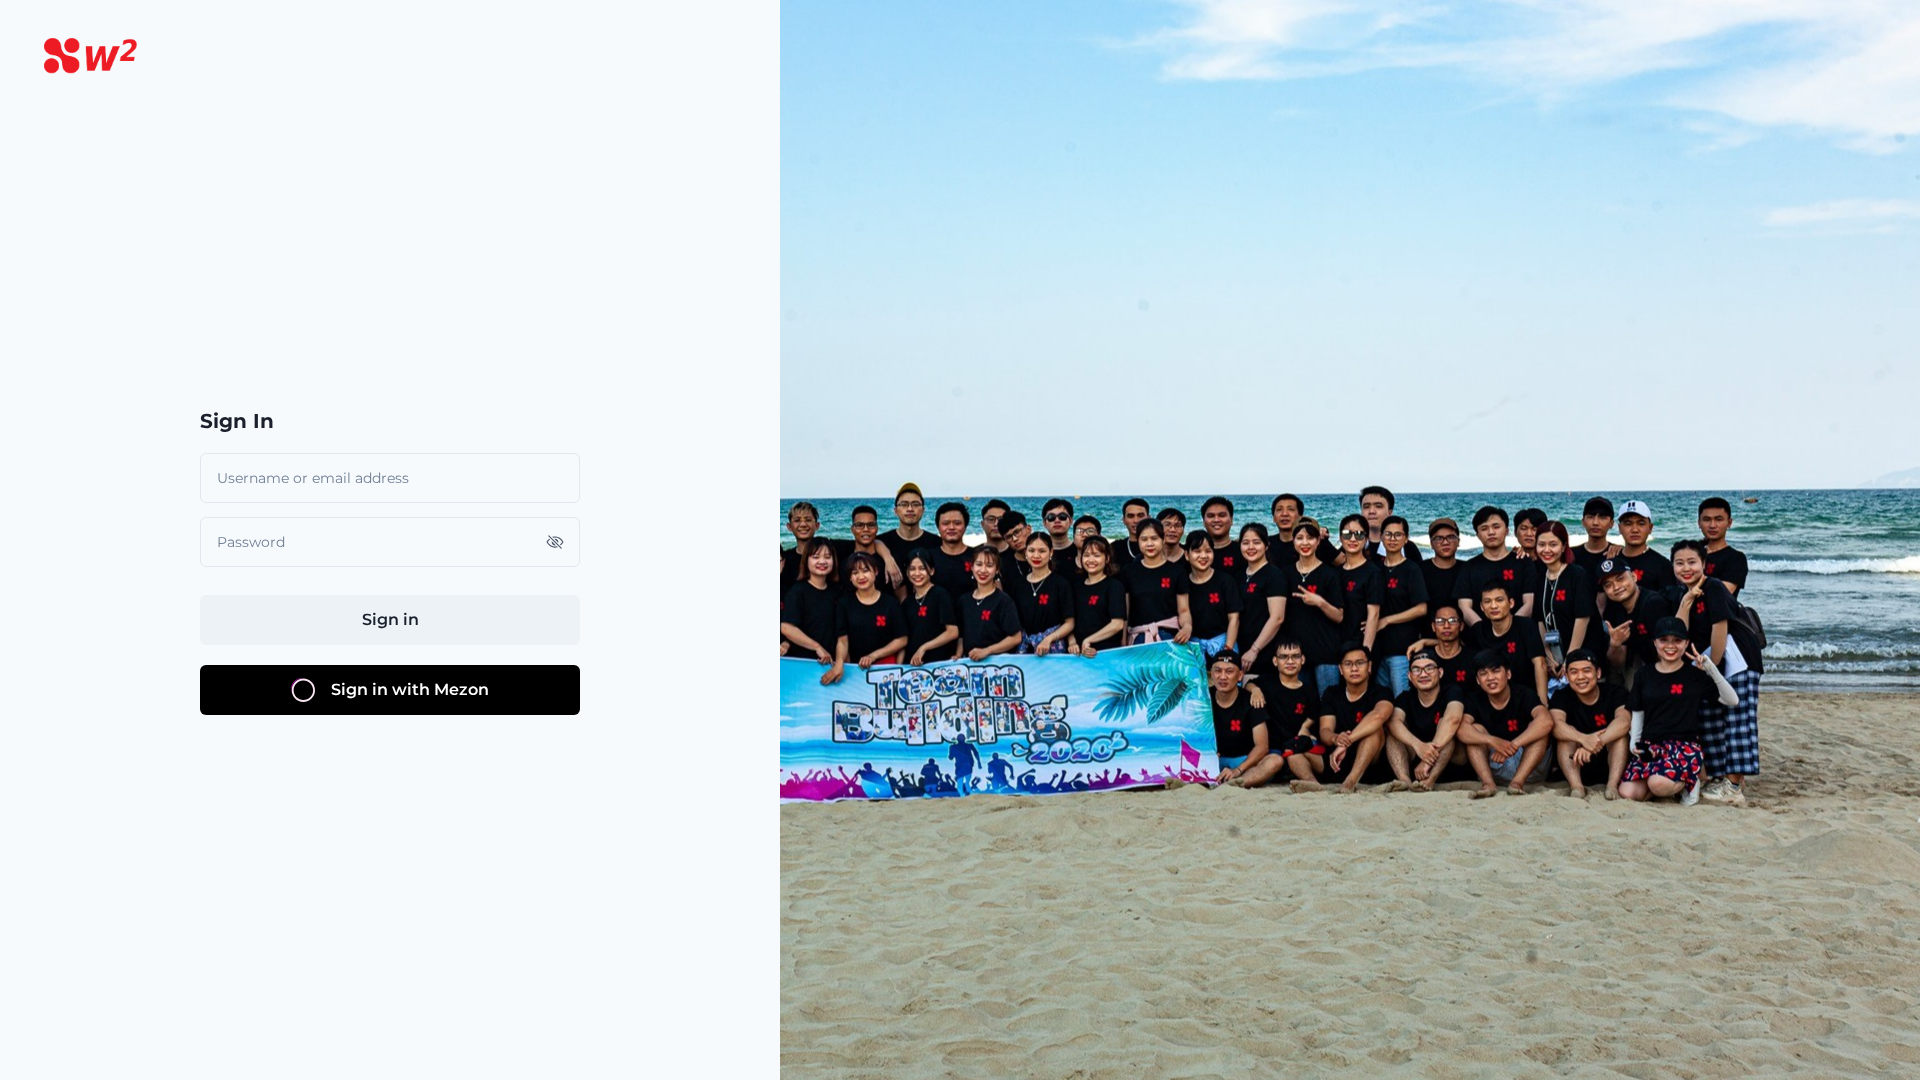 w2
Sign In
Username or email address
Password
Sign in
Sign in with Mezon
Team
Building
2020